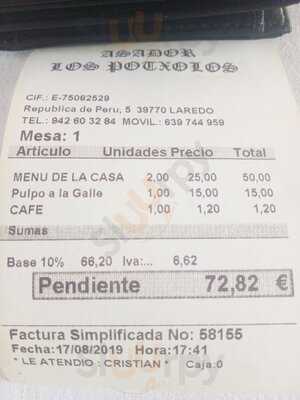 ASADOR
LOS POTXOLOS
CIF.: E-75082529
Republica de Peru, 5 39770 LAREDO
TEL.: 942 60 32 84 MOVIL.: 639 744 959
Mesa: 1
Articulo Unidades Precio Total
MENU DE LA CASA 2,00 25,00 50,00
Pulpo a la Galle 1,00 15,00 15,00
CAFE 1,00 1,20 1,20
Sumas
Base 10% 66,20 Iva:... 6,62
Pendiente 72,82 €
Factura Simplificada No: 58155
Fecha:17/08/2019 Hora:17:41
* LE ATENDIO : CRISTIAN * Caja:0